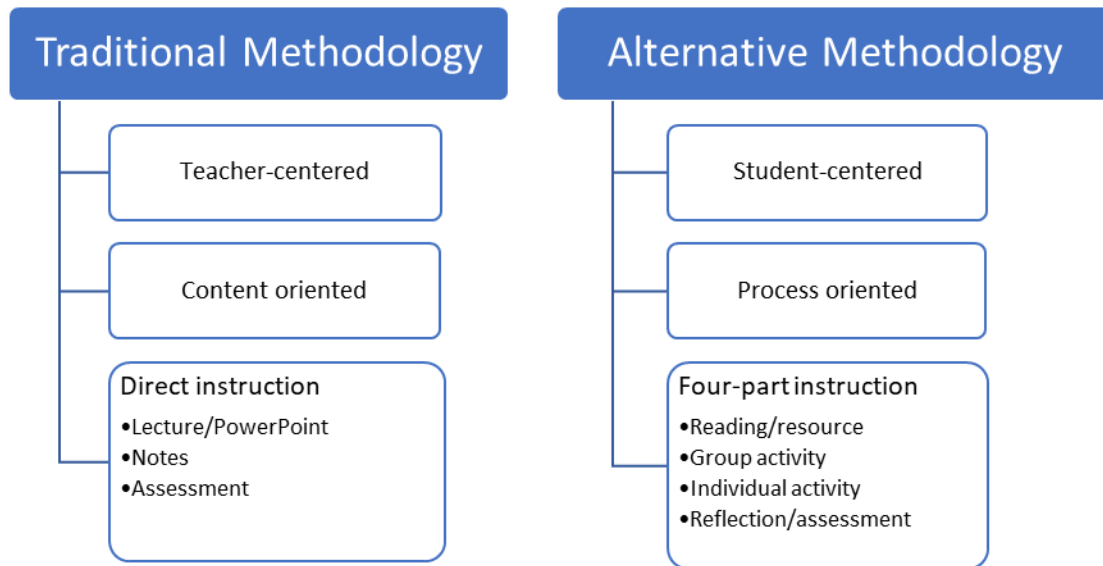 Traditional Methodology
Teacher-centered
Content oriented
Direct instruction
•Lecture/PowerPoint
•Notes
•Assessment
Alternative Methodology
Student-centered
Process oriented
Four-part instruction
•Reading/resource
•Group activity
•Individual activity
•Reflection/assessment